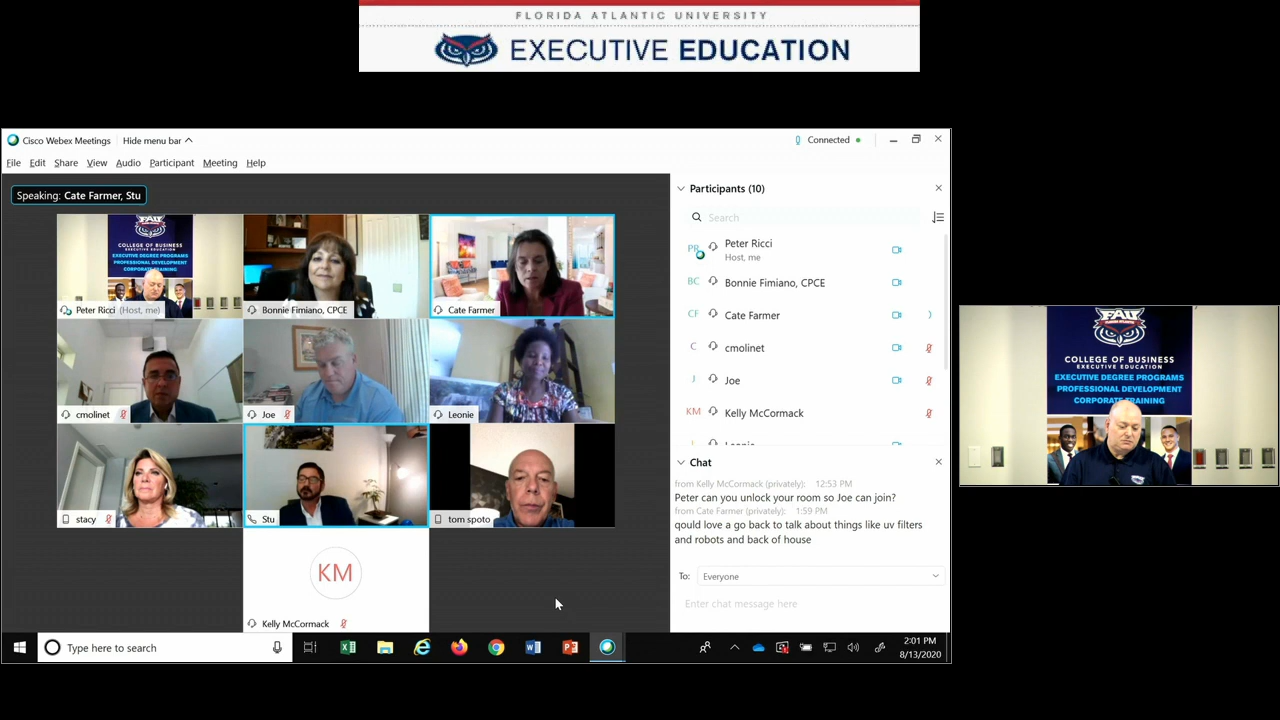 FLORIDA ATLANTIC UNIVERSITY
EXECUTIVE EDUCATION
Cisco Webex Meetings
Hide menu bar
Connected
File Edit Share View Audio Participant Meeting Help
Speaking: Cate Farmer, Stu
FAU
COLLEGE OF BUSINESS
EXECUTIVE EDUCATION
EXECUTIVE DEGREE PROGRAMS
PROFESSIONAL DEVELOPMENT
CORPORATE TRAINING
Peter Ricci (Host, me)
Bonnie Fimiano, CPCE
Cate Farmer
cmolinet
Joe
Leonie
stacy
Stu
tom spoto
KM
Kelly McCormack
Participants (10)
Search
PR
Peter Ricci
Host, me
BC
Bonnie Fimiano, CPCE
CF
Cate Farmer
C
cmolinet
J
Joe
KM
Kelly McCormack
L
Leonie
Chat
from Kelly McCormack (privately): 12:53 PM
Peter can you unlock your room so Joe can join?
from Cate Farmer (privately): 1:59 PM
qould love a go back to talk about things like uv filters
and robots and back of house
To: Everyone
Enter chat message here
Type here to search
2:01 PM
8/13/2020
FAU
FLORIDA ATLANTIC
COLLEGE OF BUSINESS
EXECUTIVE EDUCATION
EXECUTIVE DEGREE PROGRAMS
PROFESSIONAL DEVELOPMENT
CORPORATE TRAINING